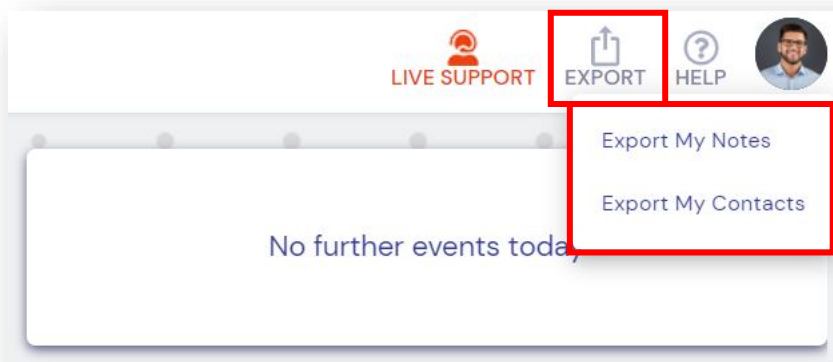 LIVE SUPPORT EXPORT HELP
Export My Notes
Export My Contacts
No further events today